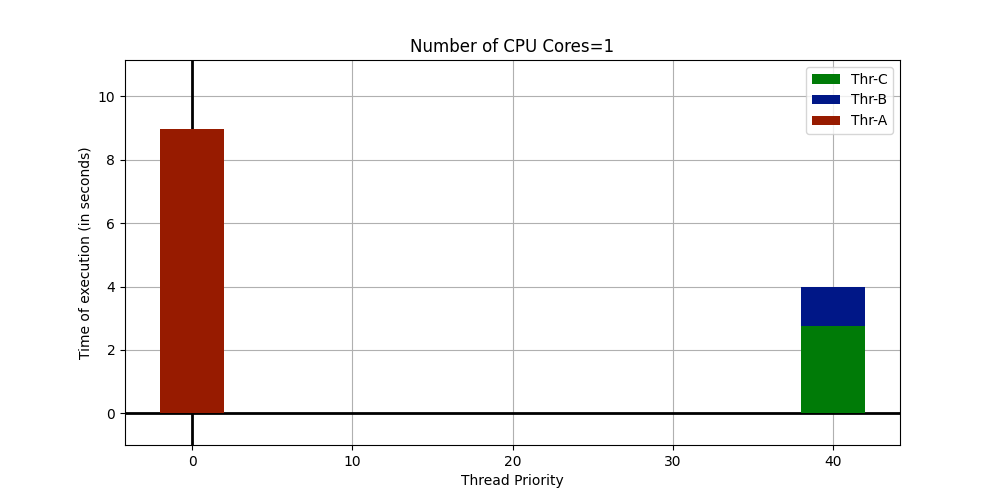 Number of CPU Cores=1
Thr-C
Thr-B
Thr-A
Time of execution (in seconds)
10
8
6
4
2
0
0 10 20 30 40
Thread Priority